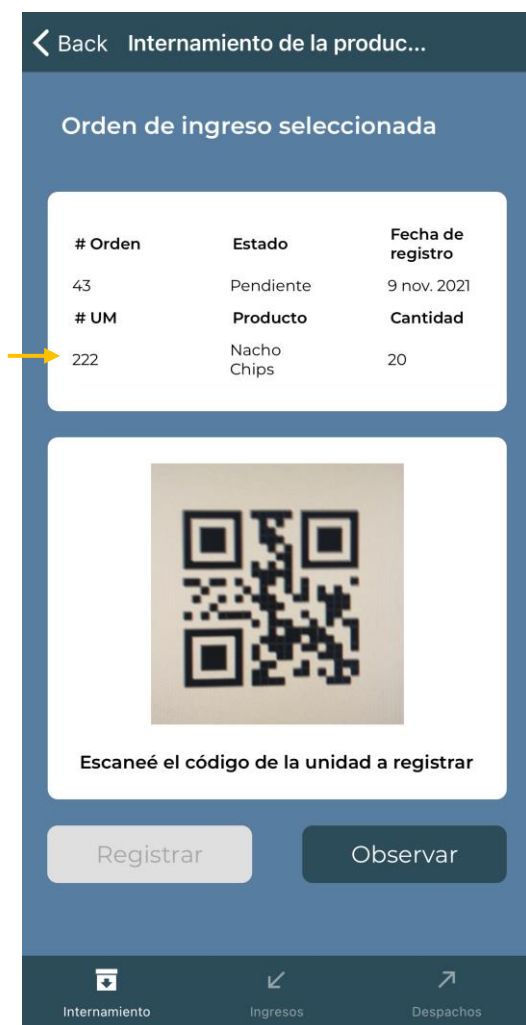 Back Internamiento de la produc...
Orden de ingreso seleccionada
# Orden Estado Fecha de registro
43 Pendiente 9 nov. 2021
# UM Producto Cantidad
222 Nacho Chips 20
Escaneé el código de la unidad a registrar
Registrar Observar
Internamiento Ingresos Despachos